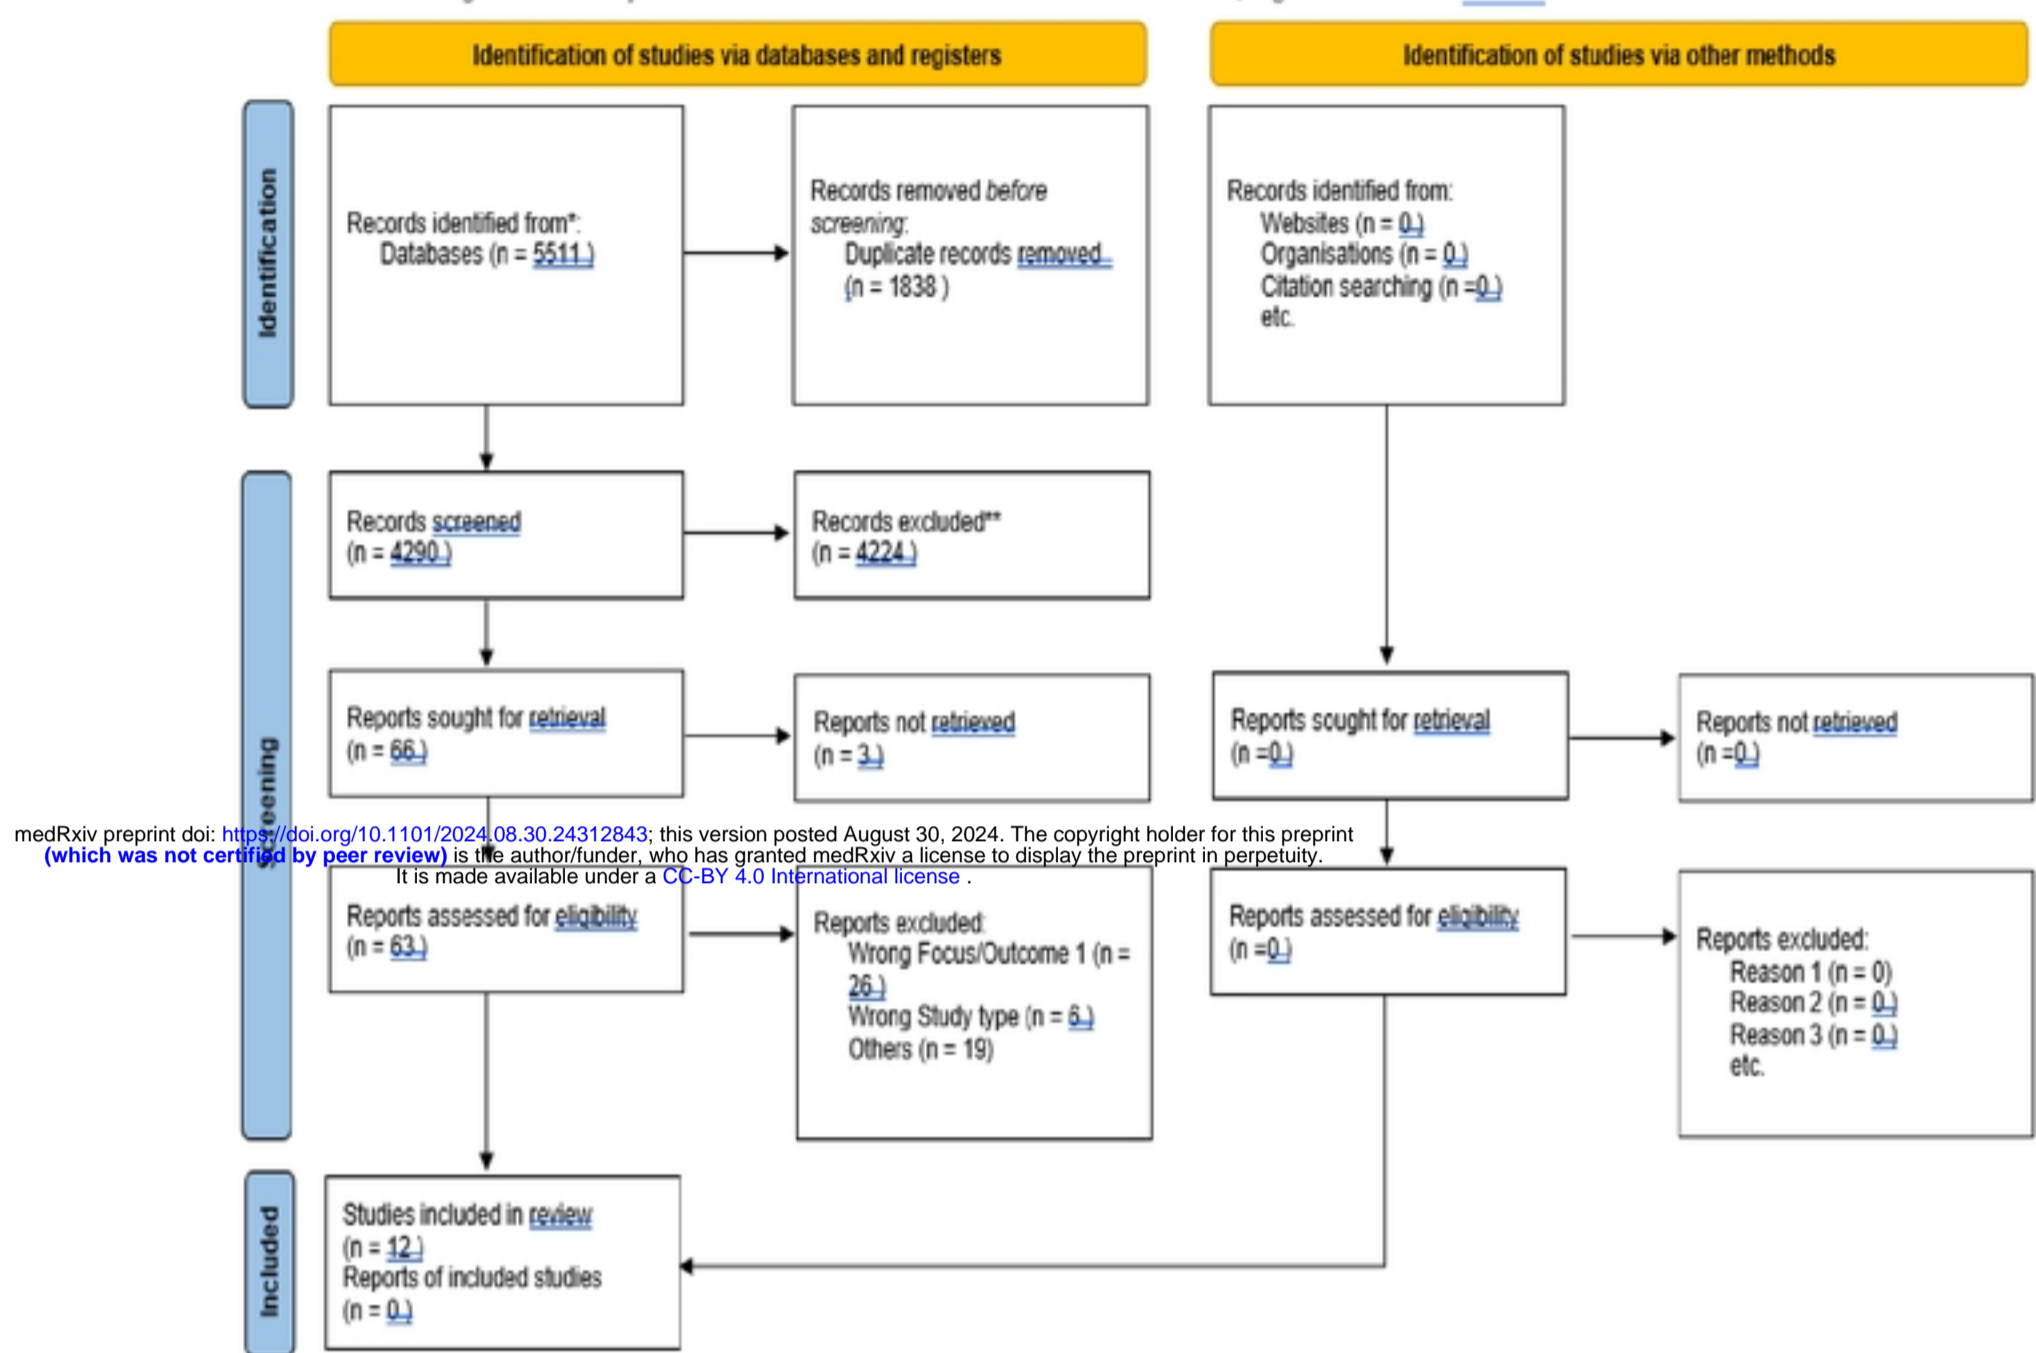 Identification of studies via databases and registers
Identification of studies via other methods
Identification
Records identified from*:
Databases (n = 5511 )
Records removed before
screening:
Duplicate records removed
(n = 1838 )
Records identified from:
Websites (n = 0 )
Organisations (n = 0 )
Citation searching (n =0 )
etc.
Screening
Records screened
(n = 4290 )
Records excluded**
(n = 4224 )
Reports sought for retrieval
(n = 66 )
Reports not retrieved
(n = 3 )
Reports sought for retrieval
(n =0 )
Reports not retrieved
(n =0 )
medRxiv preprint doi: https://doi.org/10.1101/2024.08.30.24312843; this version posted August 30, 2024. The copyright holder for this preprint
(which was not certified by peer review) is the author/funder, who has granted medRxiv a license to display the preprint in perpetuity.
It is made available under a CC-BY 4.0 International license .
Reports assessed for eligibility
(n = 63 )
Reports excluded:
Wrong Focus/Outcome 1 (n =
26 )
Wrong Study type (n = 6 )
Others (n = 19)
Reports assessed for eligibility
(n =0 )
Reports excluded:
Reason 1 (n = 0)
Reason 2 (n = 0 )
Reason 3 (n = 0 )
etc.
Included
Studies included in review
(n = 12 )
Reports of included studies
(n = 0 )